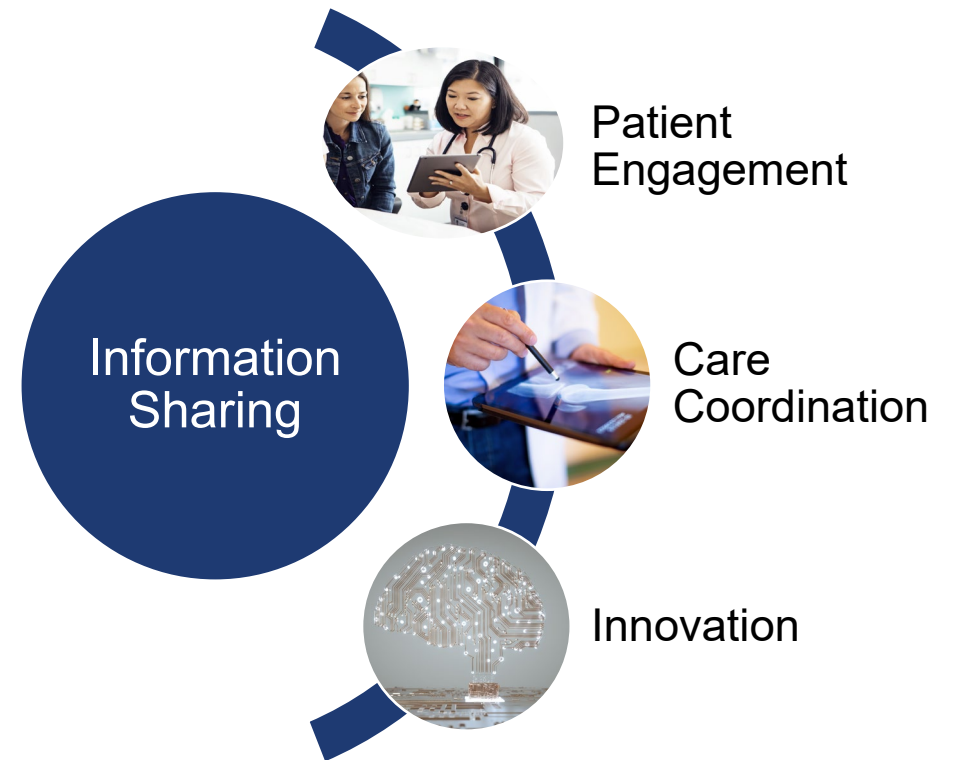 Information
Sharing
Patient
Engagement
Care
Coordination
Innovation